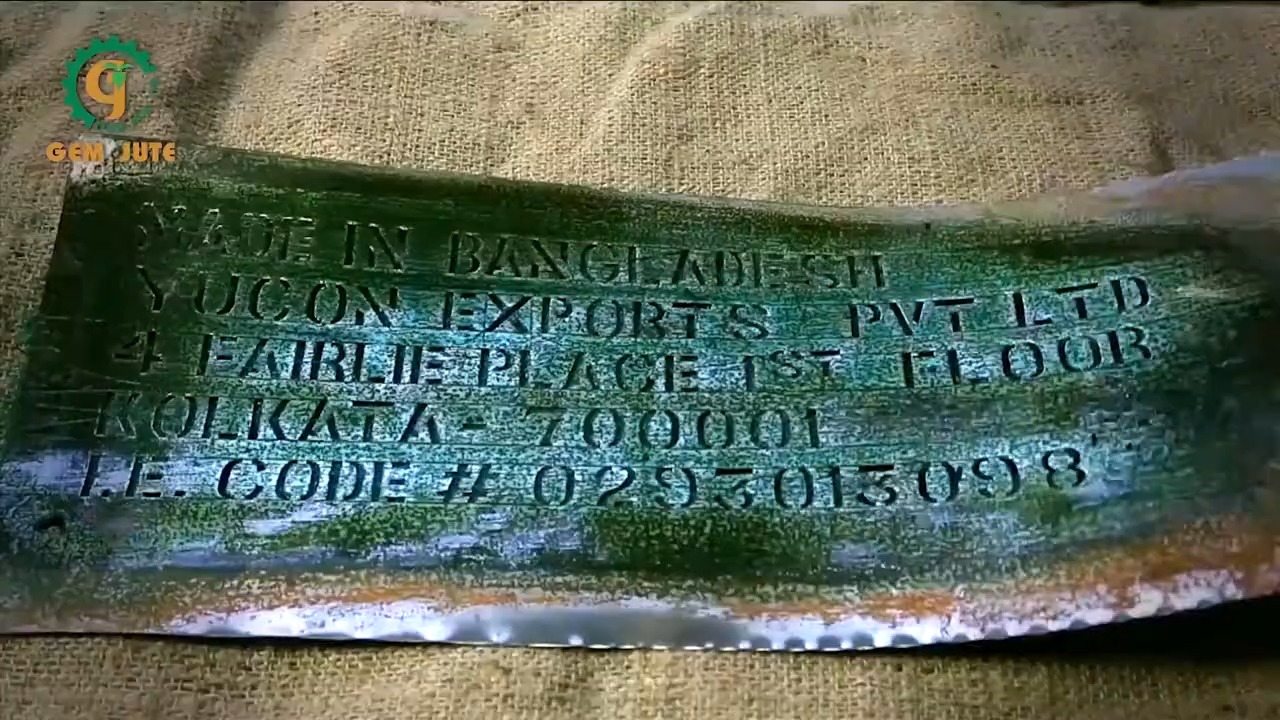 GEM JUTE
MADE IN BANGLADESH
YUCON EXPORTS PVT LTD
4 FAIRLIE PLACE 1ST FLOOR
KOLKATA - 700001
I.E. CODE # 0293013098